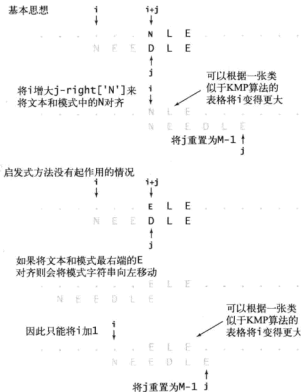 基本思想
i i+j
. . . . . . N L E . . . . . .
N E E D L E
j
将i增大j-right['N']来
将文本和模式中的N对齐
i
可以根据一张类
似于KMP算法的
表格将i变得更大
. . . . . . N L E . . . . . .
N E E D L E
将j重置为M-1
j
启发式方法没有起作用的情况
i i+j
. . . . . . E L E . . . . . .
N E E D L E
j
如果将文本和模式最右端的E
对齐则会将模式字符串向左移动
. . . . . . E L E . . . . . .
N E E D L E
因此只能将i加1
i
可以根据一张类
似于KMP算法的
表格将i变得更大
. . . . . . E L E . . . . . .
N E E D L E
将j重置为M-1
j